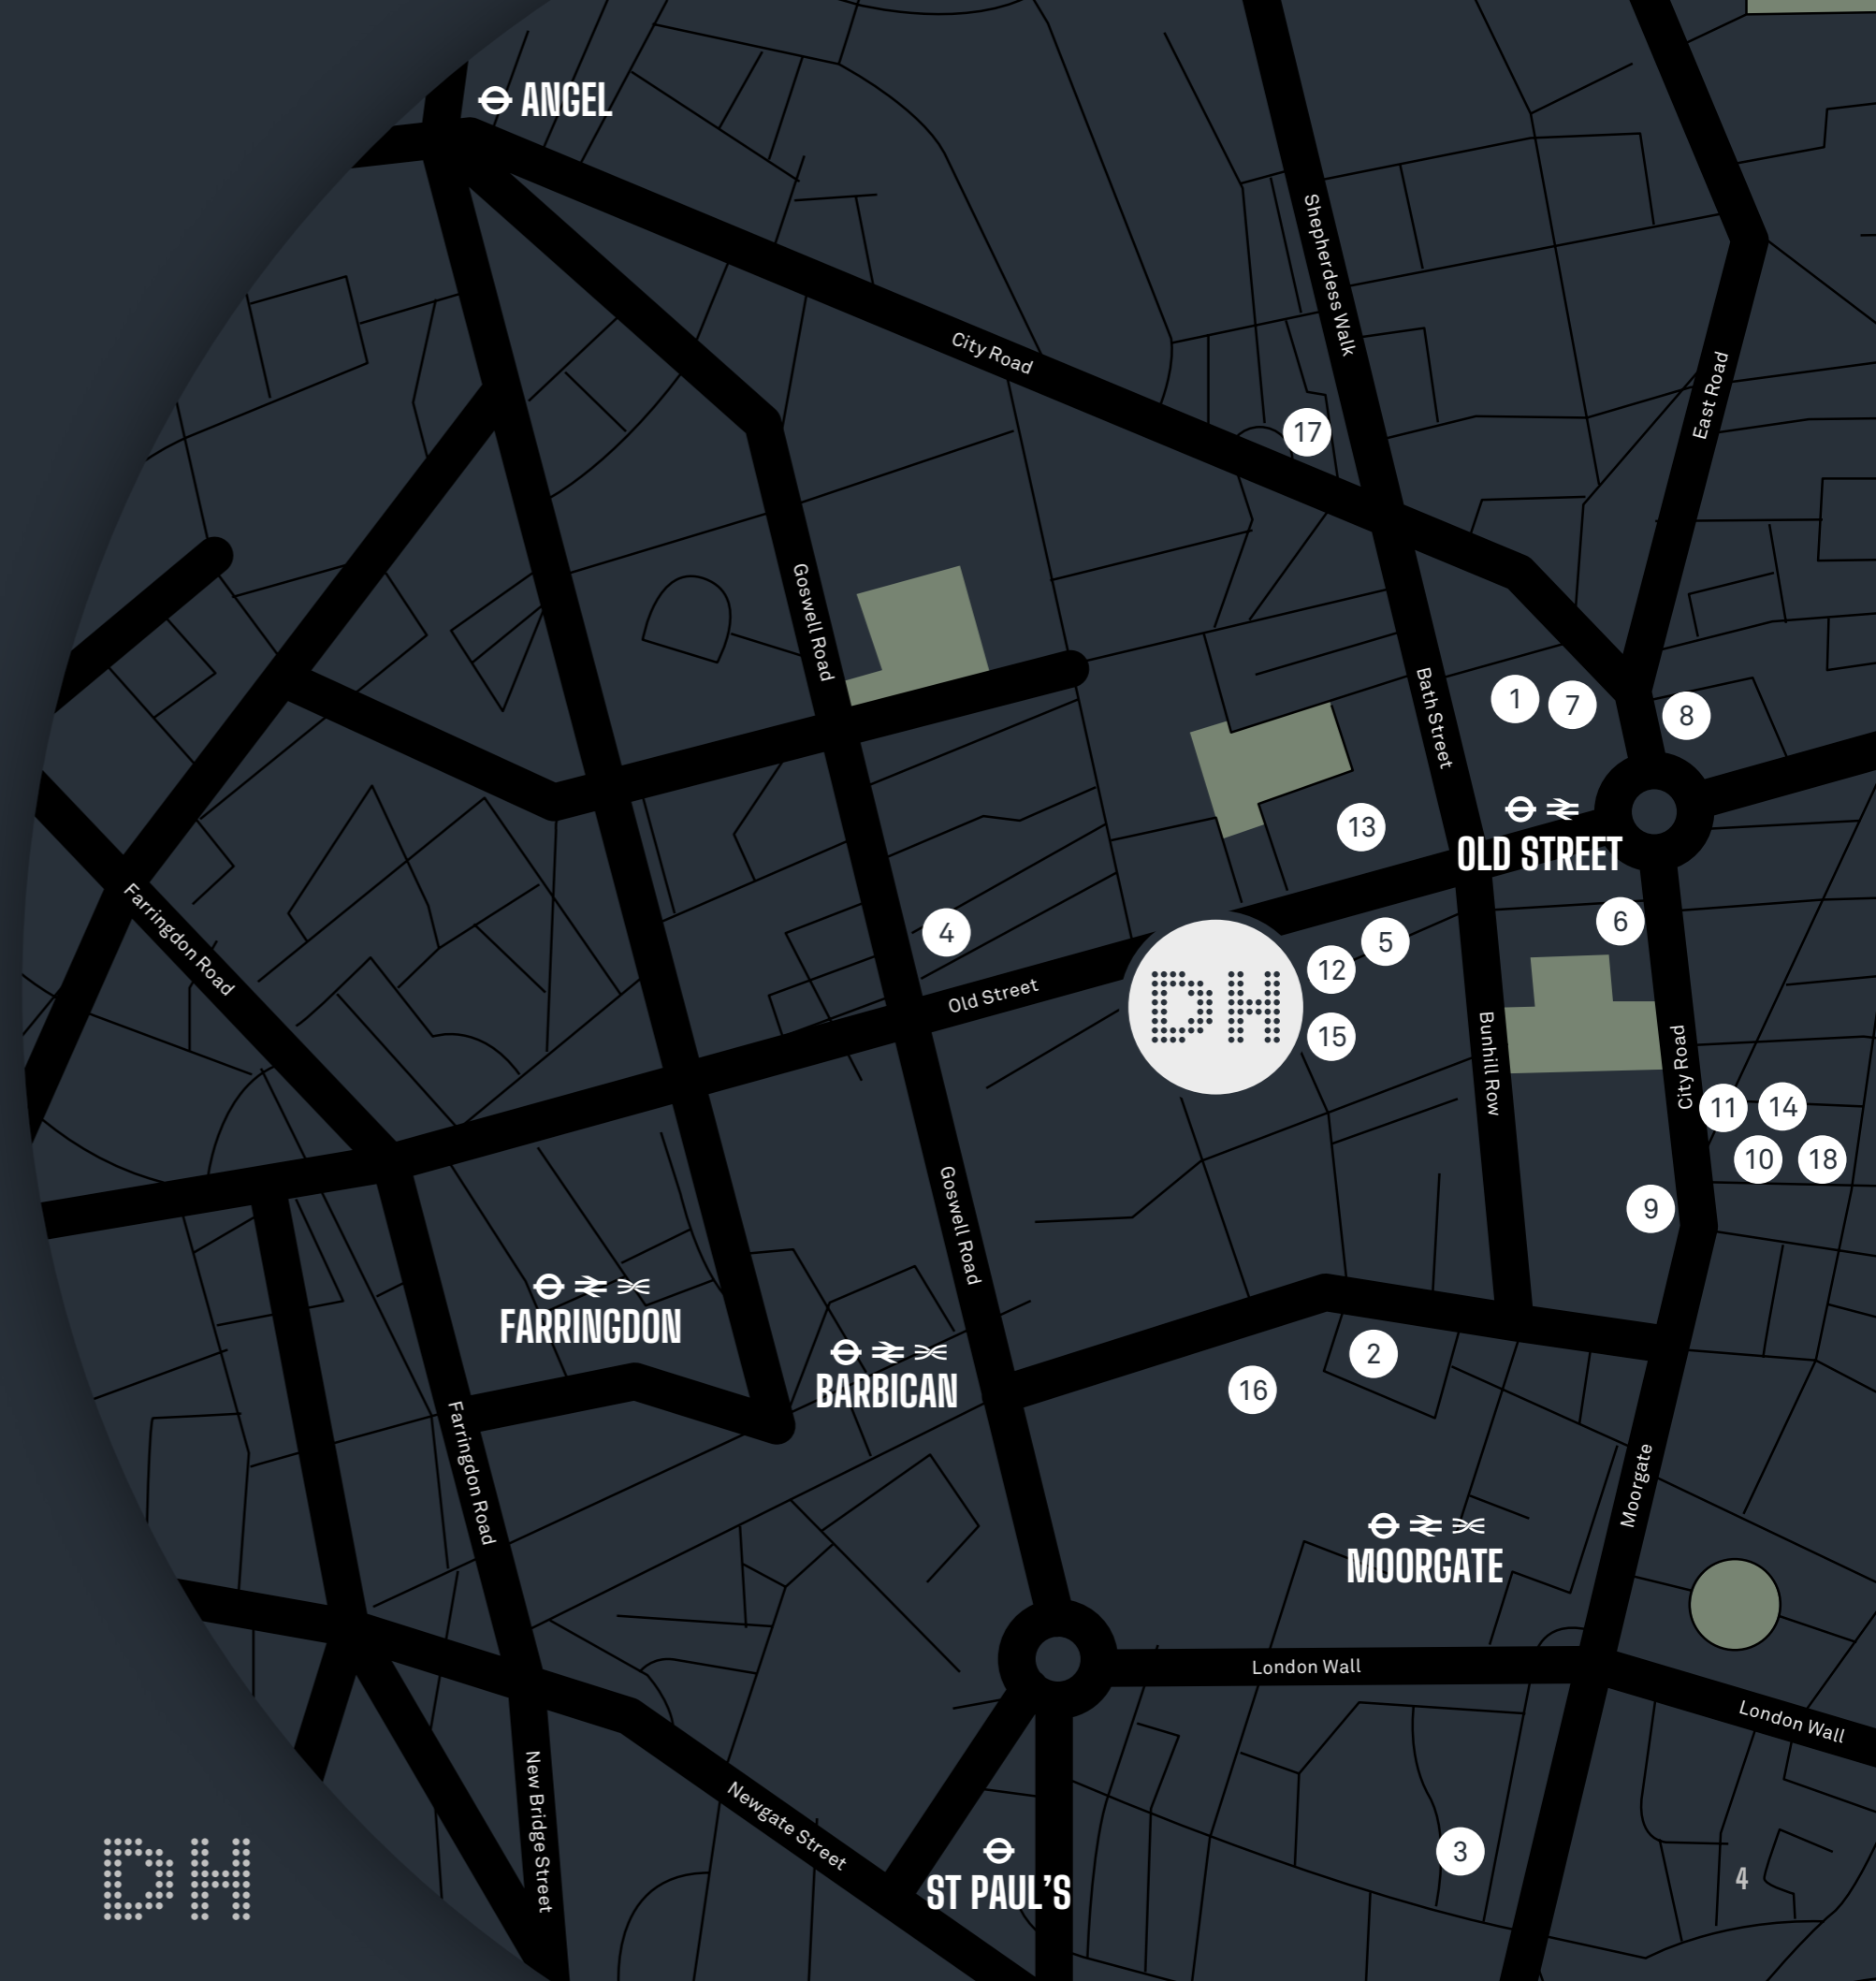 ANGEL
Shepherdess Walk
City Road
East Road
17
Goswell Road
Bath Street
1
7
8
13
OLD STREET
Farringdon Road
4
6
5
12
Old Street
DH
15
Bunhill Row
City Road
11
14
10
18
9
Goswell Road
FARRINGDON
BARBICAN
2
16
Farringdon Road
Moorgate
MOORGATE
London Wall
London Wall
New Bridge Street
Newgate Street
ST PAUL'S
3
DH
4